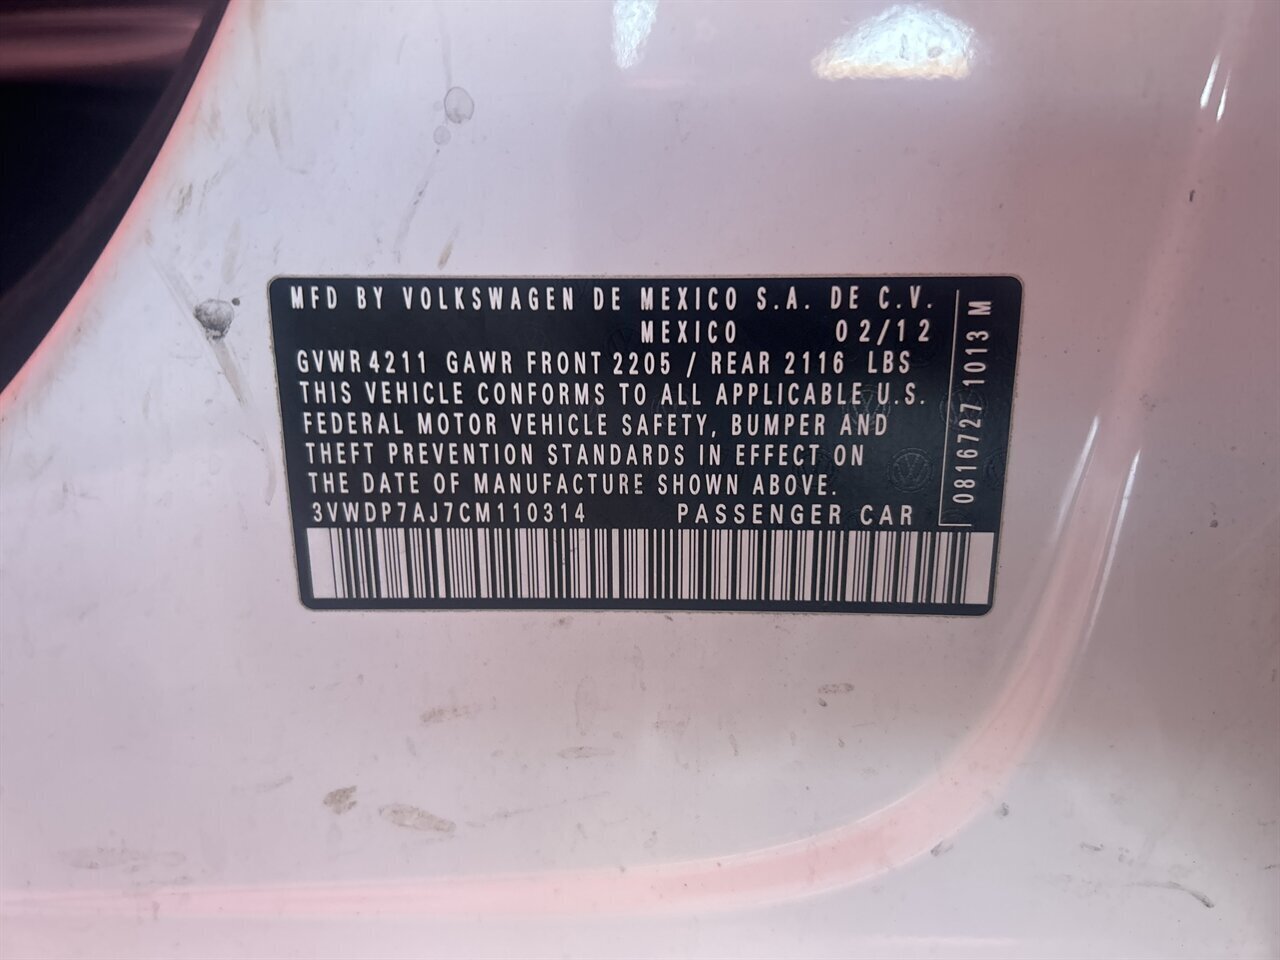 MFD BY VOLKSWAGEN DE MEXICO S.A. DE C.V.
MEXICO 02/12
GVWR 4211 GAWR FRONT 2205 / REAR 2116 LBS
THIS VEHICLE CONFORMS TO ALL APPLICABLE U.S.
FEDERAL MOTOR VEHICLE SAFETY, BUMPER AND
THEFT PREVENTION STANDARDS IN EFFECT ON
THE DATE OF MANUFACTURE SHOWN ABOVE.
3VWDP7AJ7CM110314 PASSENGER CAR
0816727 1013 M